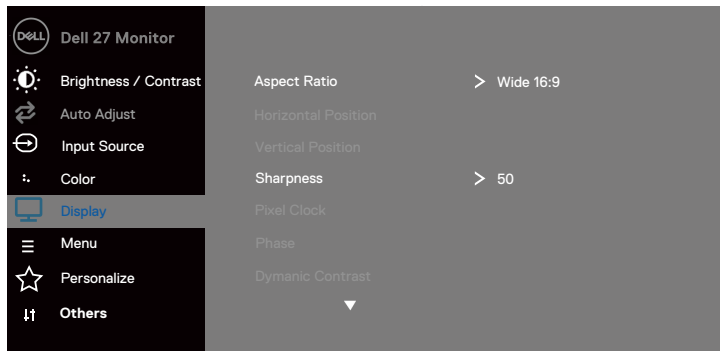 DELL Dell 27 Monitor
Brightness / Contrast Aspect Ratio > Wide 16:9
Auto Adjust Horizontal Position
Input Source Vertical Position
Color Sharpness > 50
Display Pixel Clock
Menu Phase
Personalize Dymanic Contrast
Others